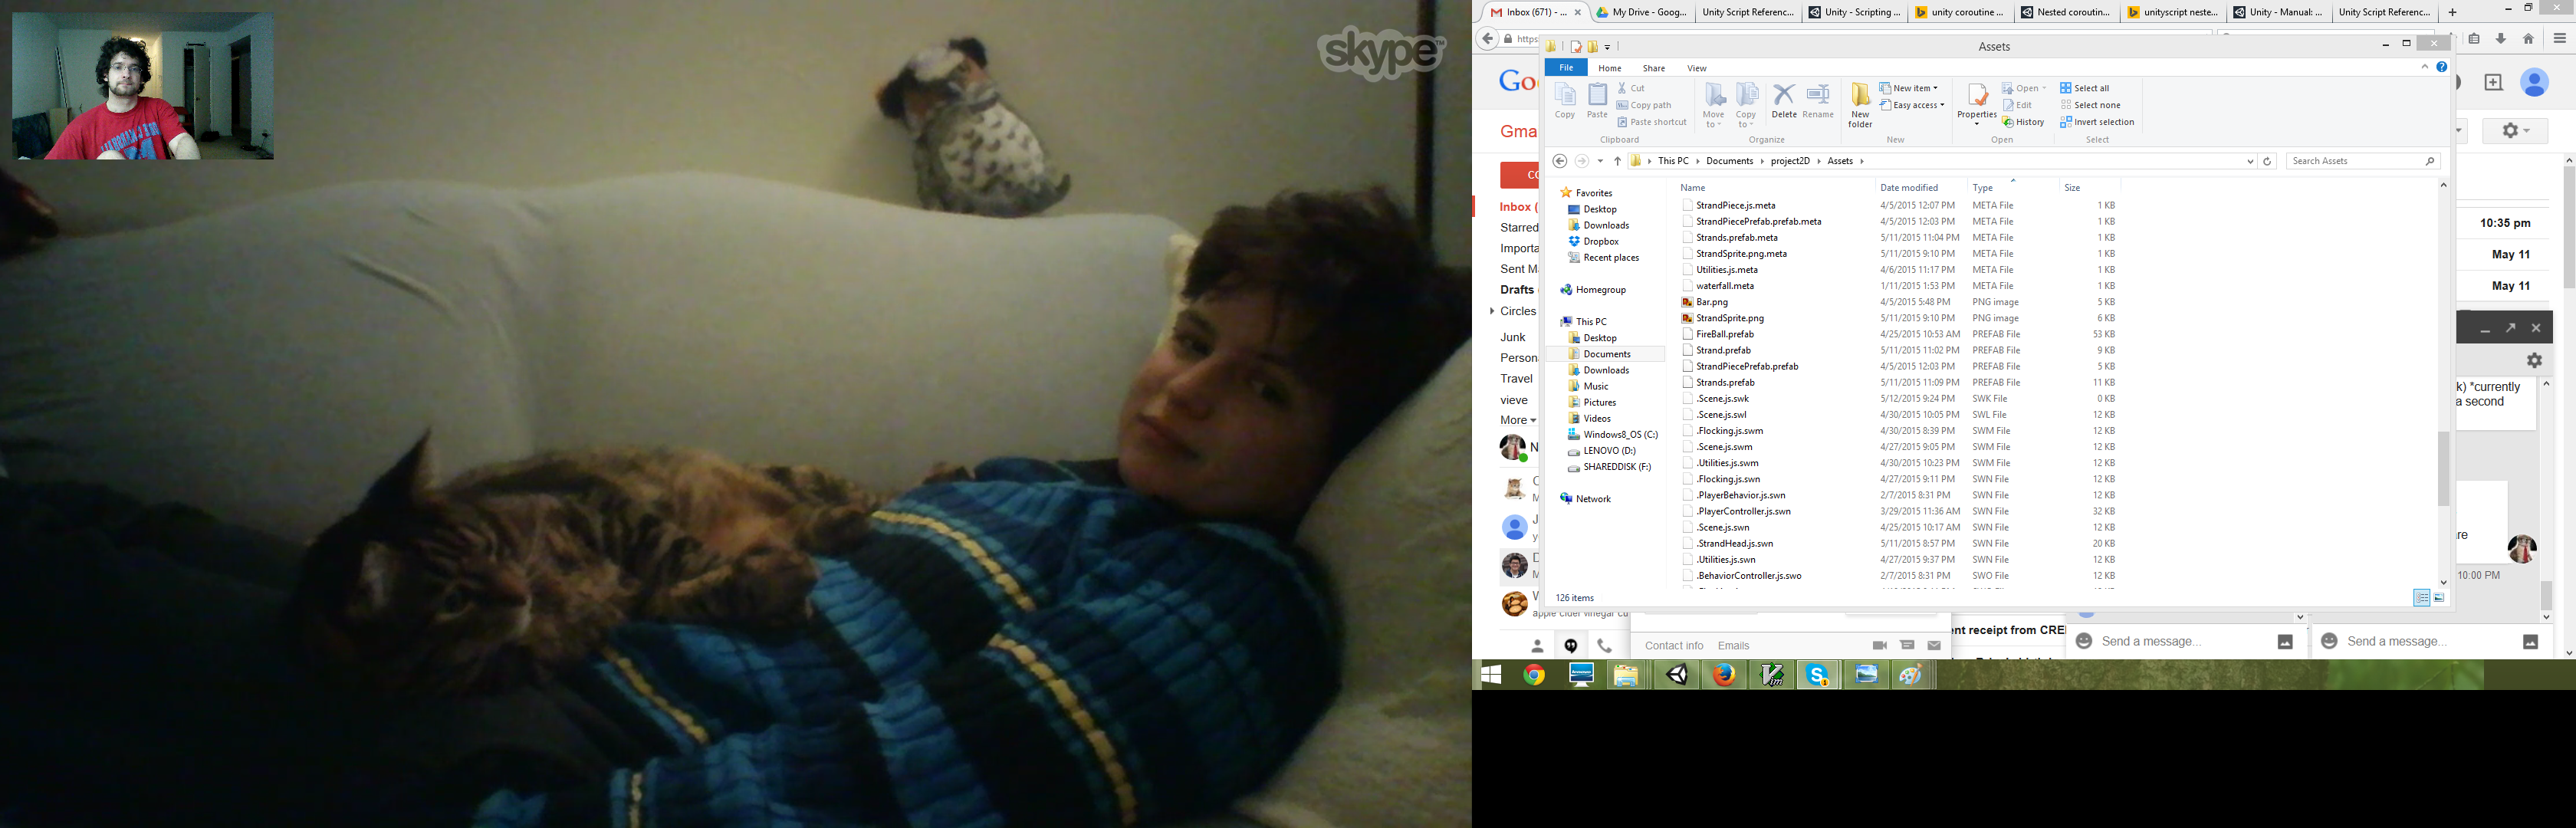 skype™
Inbox (671) - ...
My Drive - Goog...
Unity Script Referenc...
Unity - Scripting ...
unity coroutine ...
Nested coroutin...
unityscript neste...
Unity - Manual: ...
Unity Script Referenc...
https
Assets
File Home Share View
Copy
Paste
Cut
Copy path
Paste shortcut
Clipboard
Move to
Copy to
Delete
Rename
Organize
New folder
New item
Easy access
New
Properties
Open
Edit
History
Open
Select all
Select none
Invert selection
Select
This PC Documents project2D Assets
Search Assets
Favorites
Desktop
Downloads
Dropbox
Recent places
Homegroup
This PC
Desktop
Documents
Downloads
Music
Pictures
Videos
Windows8_OS (C:)
LENOVO (D:)
SHAREDDISK (F:)
Network
Name Date modified Type Size
StrandPiece.js.meta 4/5/2015 12:07 PM META File 1 KB
StrandPiecePrefab.prefab.meta 4/5/2015 12:03 PM META File 1 KB
Strands.prefab.meta 5/11/2015 11:04 PM META File 1 KB
StrandSprite.png.meta 5/11/2015 9:10 PM META File 1 KB
Utilities.js.meta 4/6/2015 11:17 PM META File 1 KB
waterfall.meta 1/11/2015 1:53 PM META File 1 KB
Bar.png 4/5/2015 5:48 PM PNG image 5 KB
StrandSprite.png 5/11/2015 9:10 PM PNG image 6 KB
FireBall.prefab 4/25/2015 10:53 AM PREFAB File 53 KB
Strand.prefab 5/11/2015 11:02 PM PREFAB File 9 KB
StrandPiecePrefab.prefab 4/5/2015 12:03 PM PREFAB File 5 KB
Strands.prefab 5/11/2015 11:09 PM PREFAB File 11 KB
.Scene.js.swk 5/12/2015 9:24 PM SWK File 0 KB
.Scene.js.swl 4/30/2015 10:05 PM SWL File 12 KB
.Flocking.js.swm 4/30/2015 8:39 PM SWM File 12 KB
.Scene.js.swm 4/27/2015 9:05 PM SWM File 12 KB
.Utilities.js.swm 4/30/2015 10:23 PM SWM File 12 KB
.Flocking.js.swn 4/27/2015 9:11 PM SWN File 12 KB
.PlayerBehavior.js.swn 2/7/2015 8:31 PM SWN File 12 KB
.PlayerController.js.swn 3/29/2015 11:36 AM SWN File 32 KB
.Scene.js.swn 4/25/2015 10:17 AM SWN File 12 KB
.StrandHead.js.swn 5/11/2015 8:57 PM SWN File 20 KB
.Utilities.js.swn 4/27/2015 9:37 PM SWN File 12 KB
.BehaviorController.js.swo 2/7/2015 8:31 PM SWO File 12 KB
126 items
Goo
Gma
CO
Inbox (
Starred
Importa
Sent M
Drafts
Circles
Junk
Persona
Travel
vieve
More
10:35 pm
May 11
May 11
k) *currently
a second
re
10:00 PM
apple cider vinegar cu
Contact info Emails
ent receipt from CRE
Send a message...
Send a message...